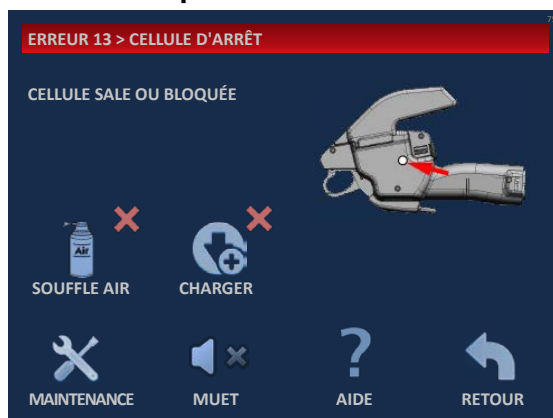 ERREUR 13 > CELLULE D'ARRÊT
CELLULE SALE OU BLOQUÉE
Air
SOUFFLE AIR
CHARGER
MAINTENANCE
MUET
?
AIDE
RETOUR